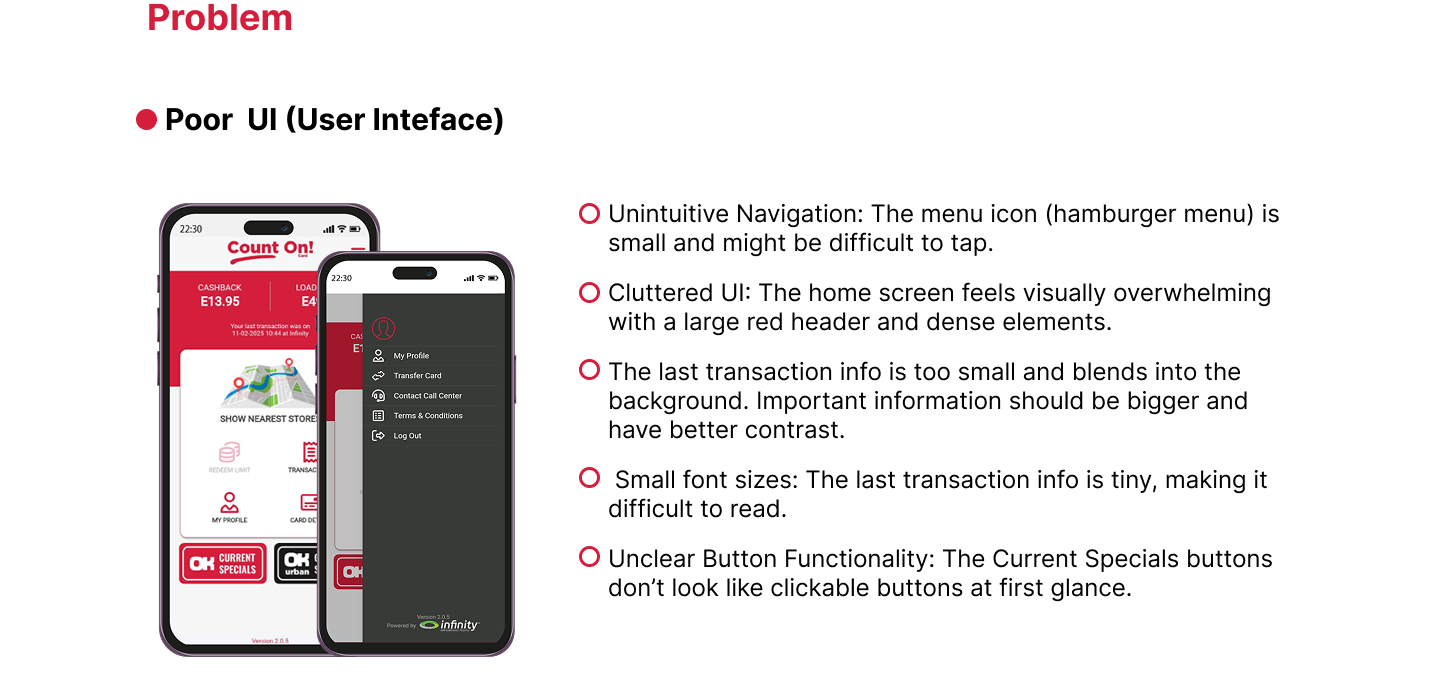 Problem
Poor UI (User Inteface)
22:30
Count On!
Card
CASHBACK
E13.95
LOAD
E4
Your last transaction was on
11-02-2025 10:44 at Infinity
SHOW NEAREST STORES
REDEEM LIMIT
TRANSAC
MY PROFILE
CARD DE
OK CURRENT
SPECIALS
OK
urban
Version 2.0.5
22:30
CAS
E1
My Profile
Transfer Card
Contact Call Center
Terms & Conditions
Log Out
OK
Version 2.0.5
Powered by infinity
Unintuitive Navigation: The menu icon (hamburger menu) is
small and might be difficult to tap.
Cluttered UI: The home screen feels visually overwhelming
with a large red header and dense elements.
The last transaction info is too small and blends into the
background. Important information should be bigger and
have better contrast.
Small font sizes: The last transaction info is tiny, making it
difficult to read.
Unclear Button Functionality: The Current Specials buttons
don’t look like clickable buttons at first glance.